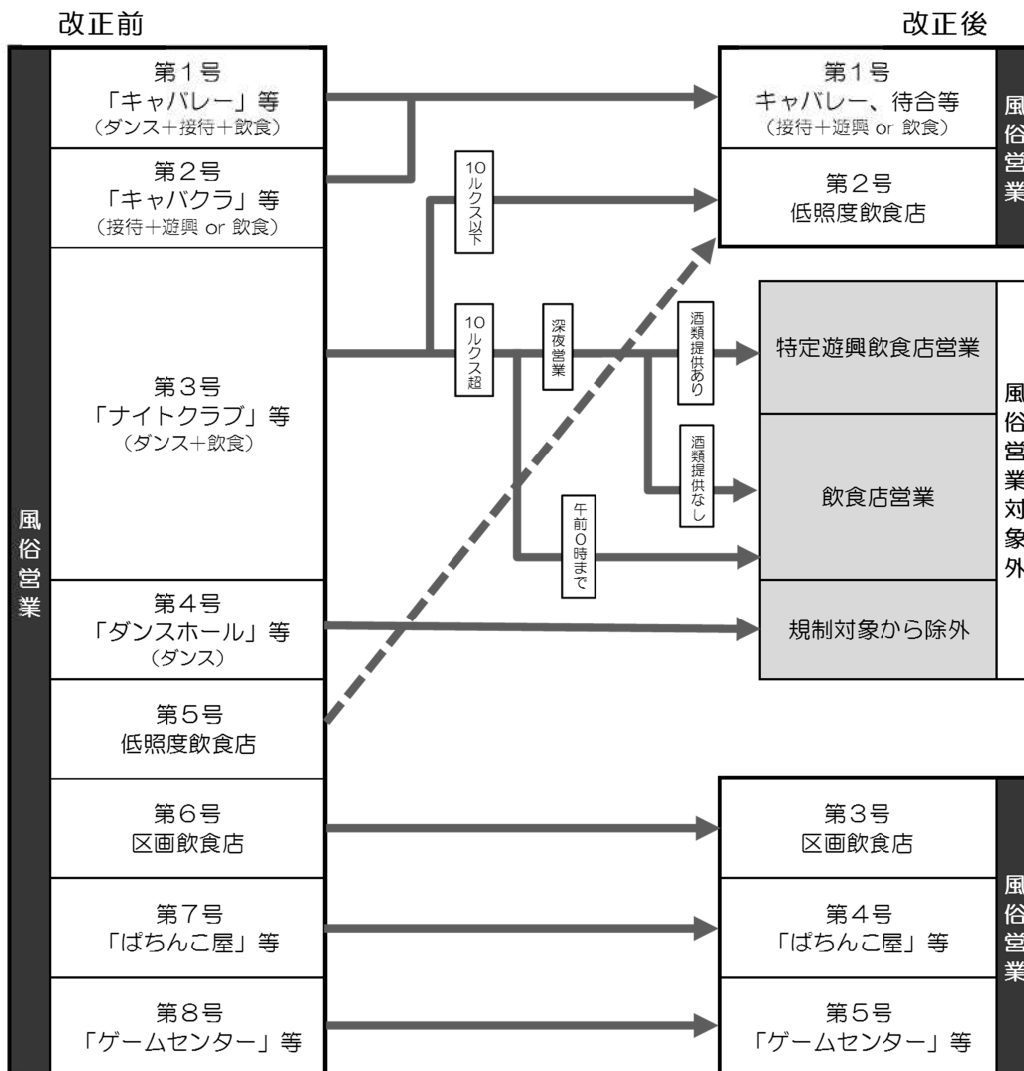 改正前
風俗営業
第1号
「キャバレー」等
(ダンス+接待+飲食)
第2号
「キャバクラ」等
(接待+遊興 or 飲食)
第3号
「ナイトクラブ」等
(ダンス+飲食)
第4号
「ダンスホール」等
(ダンス)
第5号
低照度飲食店
第6号
区画飲食店
第7号
「ぱちんこ屋」等
第8号
「ゲームセンター」等
10ルクス以下
10ルクス超
深夜営業
酒類提供あり
酒類提供なし
午前0時まで
改正後
第1号
キャバレー、待合等
(接待+遊興 or 飲食)
第2号
低照度飲食店
風俗営業
特定遊興飲食店営業
飲食店営業
規制対象から除外
風俗営業対象外
第3号
区画飲食店
第4号
「ぱちんこ屋」等
第5号
「ゲームセンター」等
風俗営業